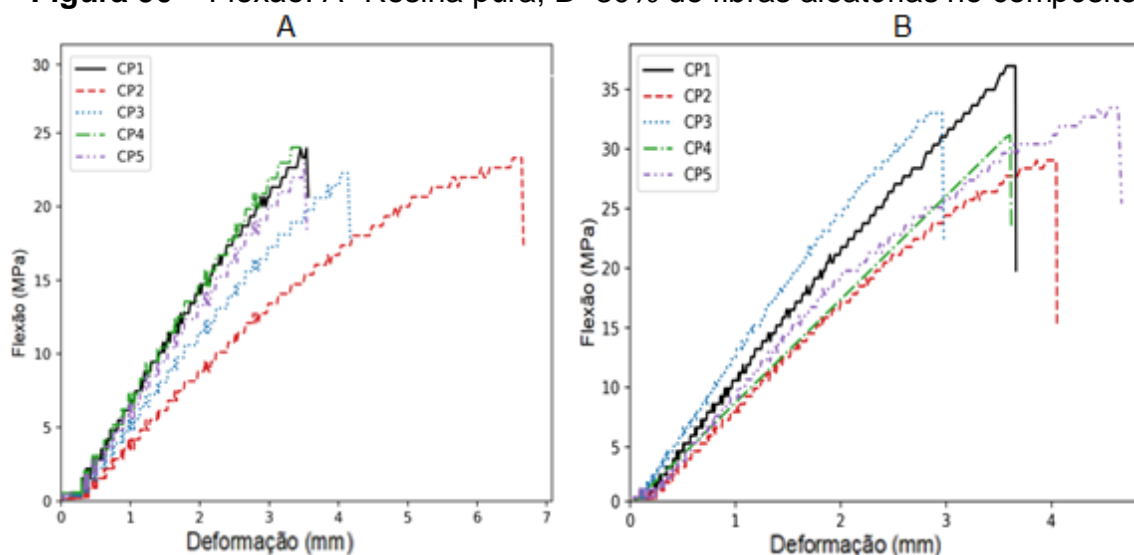 Figura 30 – Flexão: A- Resina pura; B- 30% de fibras aleatórias no compósito
A
B
30
25
20
15
10
5
0
Flexão (MPa)
CP1
CP2
CP3
CP4
CP5
0 1 2 3 4 5 6 7
Deformação (mm)
35
30
25
20
15
10
5
0
Flexão (MPa)
CP1
CP2
CP3
CP4
CP5
0 1 2 3 4
Deformação (mm)